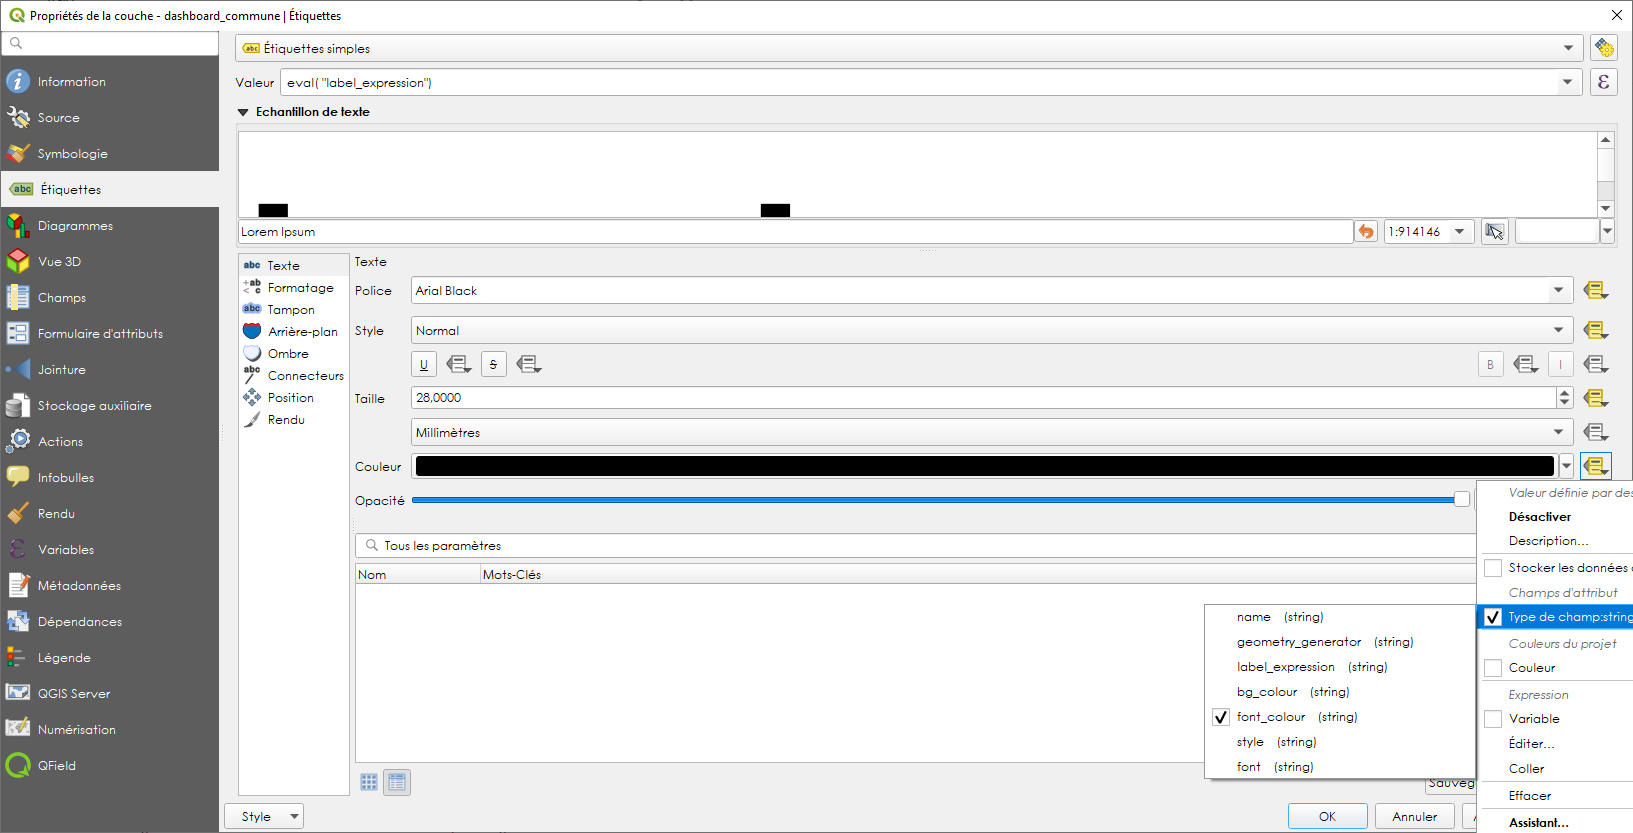 Propriétés de la couche - dashboard_commune | Étiquettes
Information
Source
Symbologie
Étiquettes
Diagrammes
Vue 3D
Champs
Formulaire d'attributs
Jointure
Stockage auxiliaire
Actions
Infobulles
Rendu
Variables
Métadonnées
Dépendances
Légende
QGIS Server
Numérisation
QField
abc Étiquettes simples
Valeur eval( "label_expression")
Echantillon de texte
Lorem Ipsum
1:914146
Texte
Formatage
Tampon
Arrière-plan
Ombre
Connecteurs
Position
Rendu
Texte
Police Arial Black
Style Normal
U S B I
Taille 28,0000
Millimètres
Couleur
Opacité
Tous les paramètres
Nom Mots-Clés
name (string)
geometry_generator (string)
label_expression (string)
bg_colour (string)
font_colour (string)
style (string)
font (string)
Valeur définie par des
Désactiver
Description...
Stocker les données
Champs d'attribut
Type de champ:string
Couleurs du projet
Couleur
Expression
Variable
Éditer...
Coller
Effacer
Assistant...
Sauveg
Style
OK
Annuler